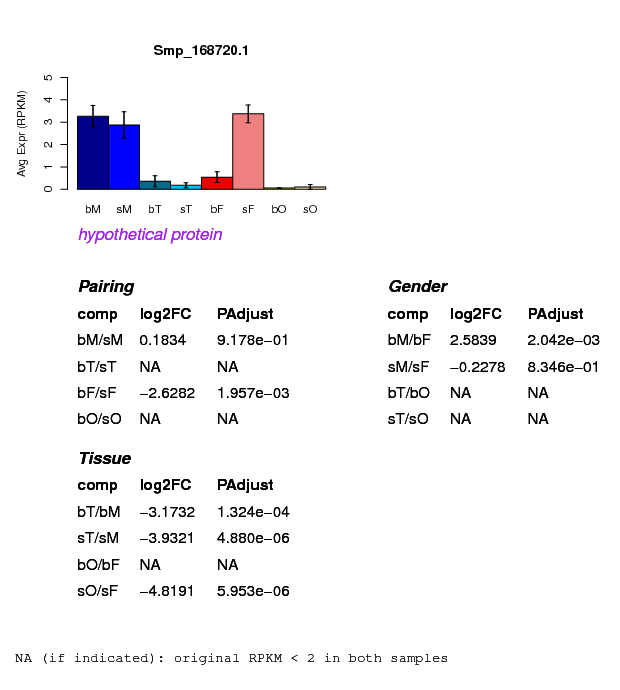 Smp_168720.1
Avg Expr (RPKM)
0 1 2 3 4 5
bM sM bT sT bF sF bO sO
hypothetical protein
Pairing
comp log2FC PAdjust
bM/sM 0.1834 9.178e−01
bT/sT NA NA
bF/sF −2.6282 1.957e−03
bO/sO NA NA
Gender
comp log2FC PAdjust
bM/bF 2.5839 2.042e−03
sM/sF −0.2278 8.346e−01
bT/bO NA NA
sT/sO NA NA
Tissue
comp log2FC PAdjust
bT/bM −3.1732 1.324e−04
sT/sM −3.9321 4.880e−06
bO/bF NA NA
sO/sF −4.8191 5.953e−06
NA (if indicated): original RPKM < 2 in both samples